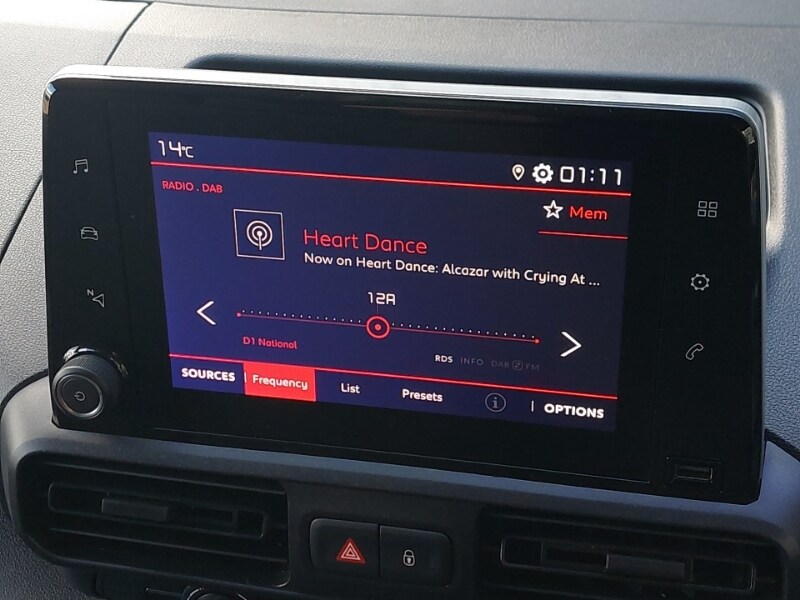 14°C
01:11
RADIO . DAB
Mem
Heart Dance
Now on Heart Dance: Alcazar with Crying At ...
N
12A
D1 National
RDS INFO DAB FM
SOURCES Frequency List Presets i OPTIONS